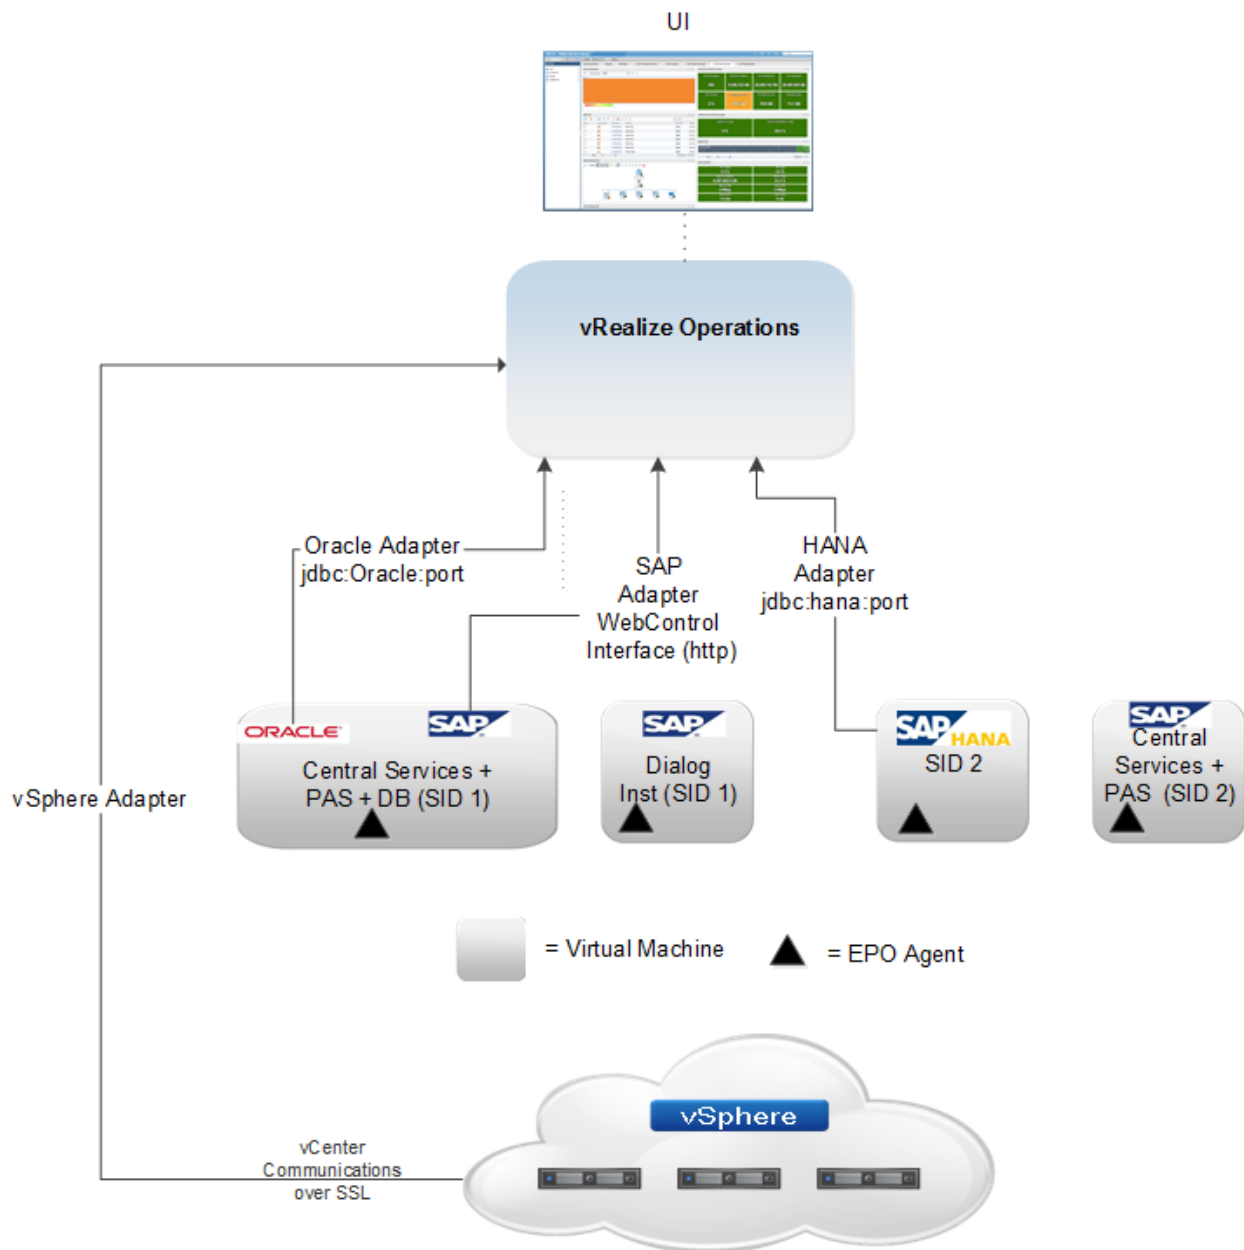 UI
vRealize Operations
Oracle Adapter
jdbc:Oracle:port
SAP
Adapter
WebControl
Interface (http)
HANA
Adapter
jdbc:hana:port
vSphere Adapter
ORACLE
SAP
Central Services +
PAS + DB (SID 1)
SAP
Dialog
Inst (SID 1)
SAP HANA
SID 2
SAP
Central
Services +
PAS (SID 2)
= Virtual Machine
= EPO Agent
vSphere
vCenter
Communications
over SSL